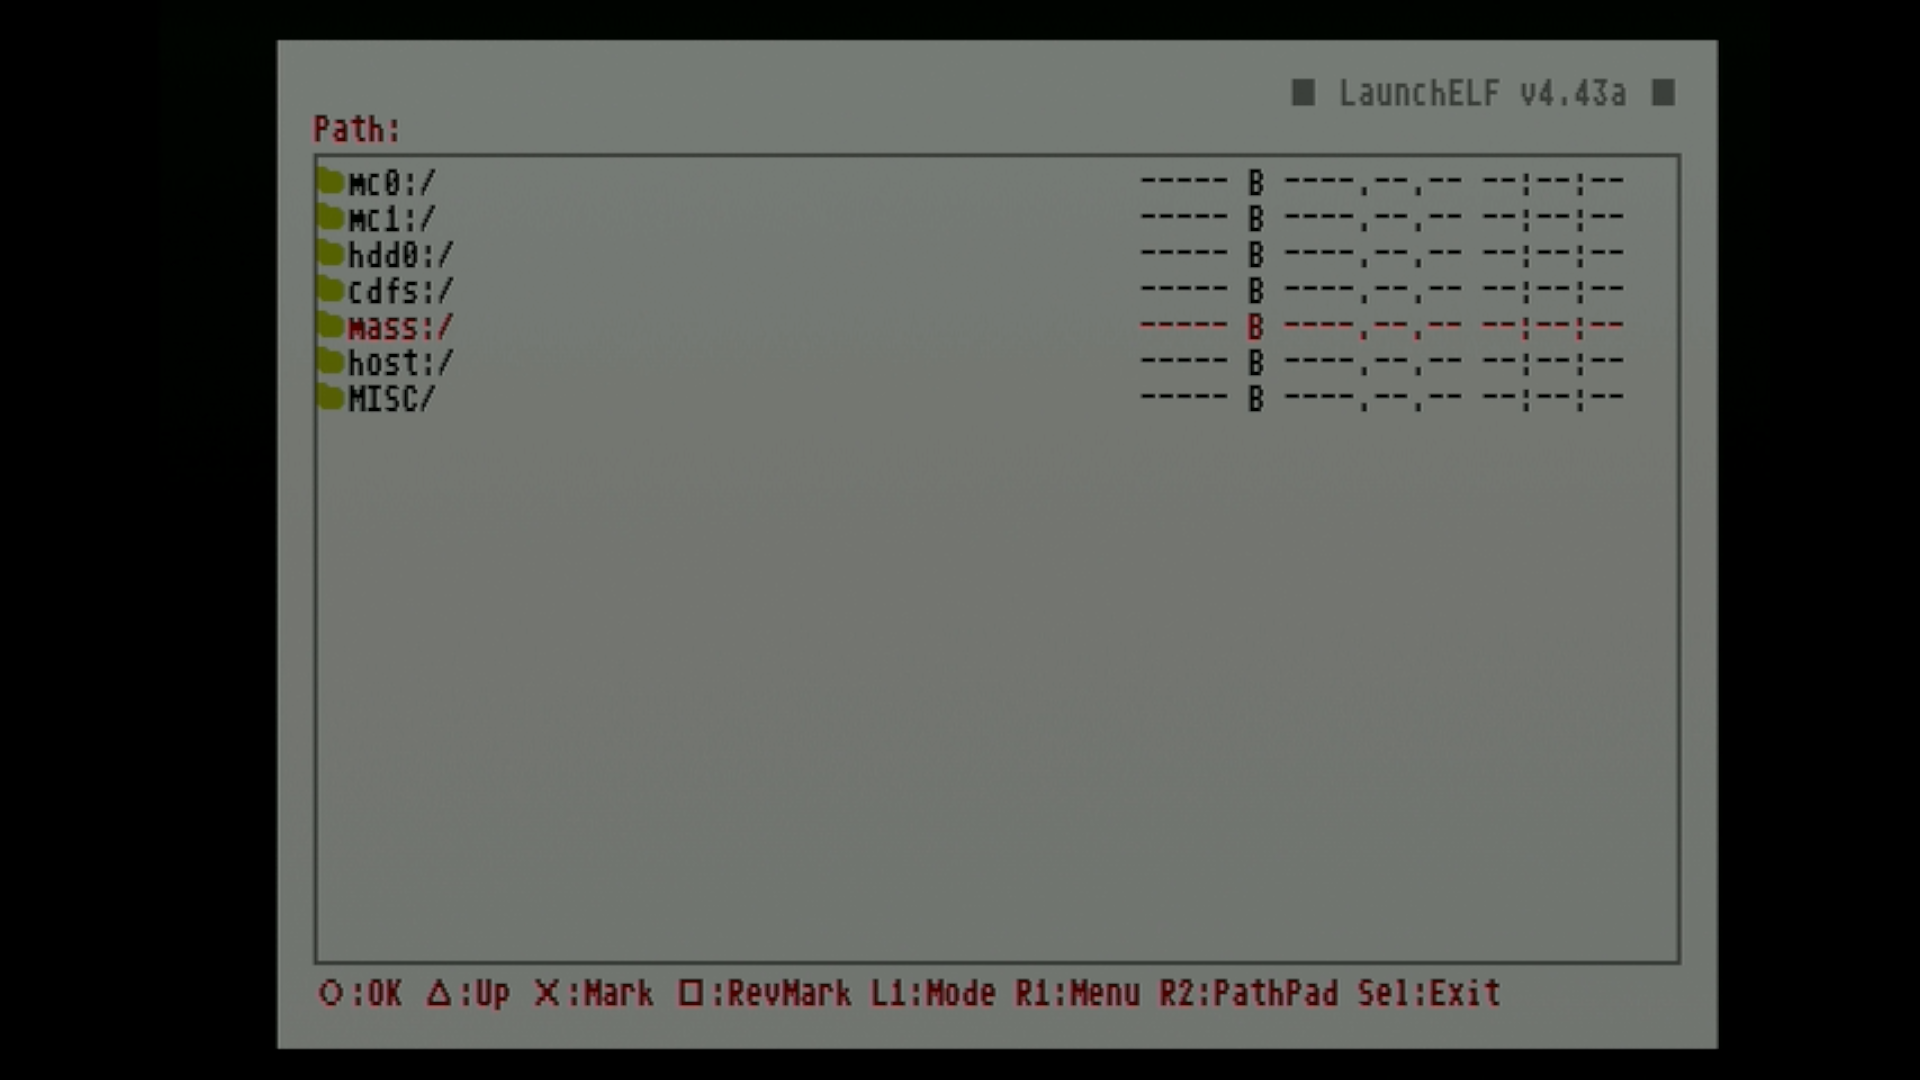 ■ LaunchELF v4.43a ■
Path:
mc0:/ ----- B ----.--.-- --:--:--
mc1:/ ----- B ----.--.-- --:--:--
hdd0:/ ----- B ----.--.-- --:--:--
cdfs:/ ----- B ----.--.-- --:--:--
mass:/ ----- B ----.--.-- --:--:--
host:/ ----- B ----.--.-- --:--:--
MISC/ ----- B ----.--.-- --:--:--
○:OK △:Up ×:Mark □:RevMark L1:Mode R1:Menu R2:PathPad Sel:Exit